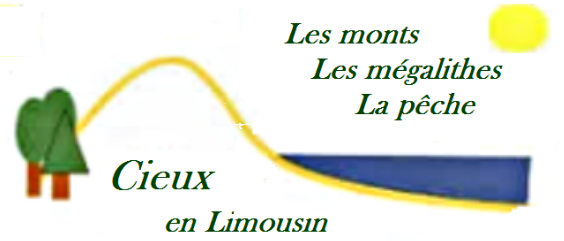 Les monts
Les mégalithes
La pêche
Cieux
en Limousin